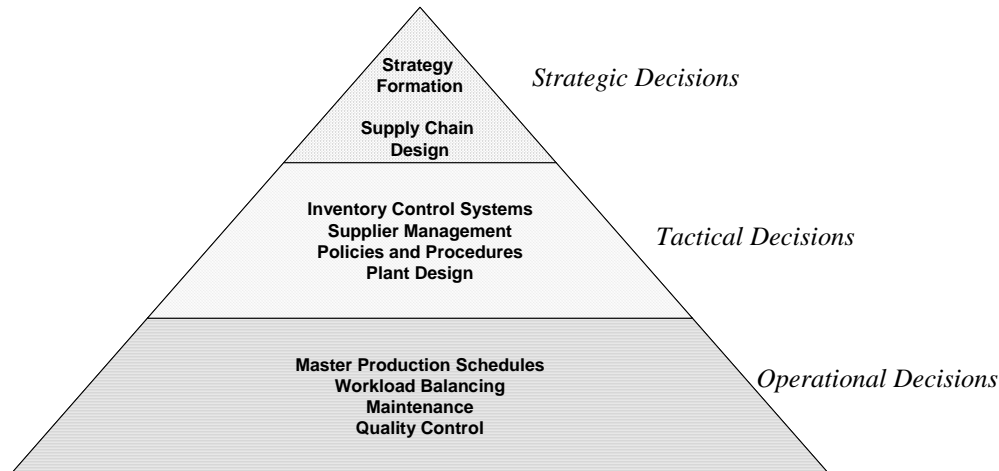 Strategy
Formation
Supply Chain
Design
Strategic Decisions
Inventory Control Systems
Supplier Management
Policies and Procedures
Plant Design
Tactical Decisions
Master Production Schedules
Workload Balancing
Maintenance
Quality Control
Operational Decisions